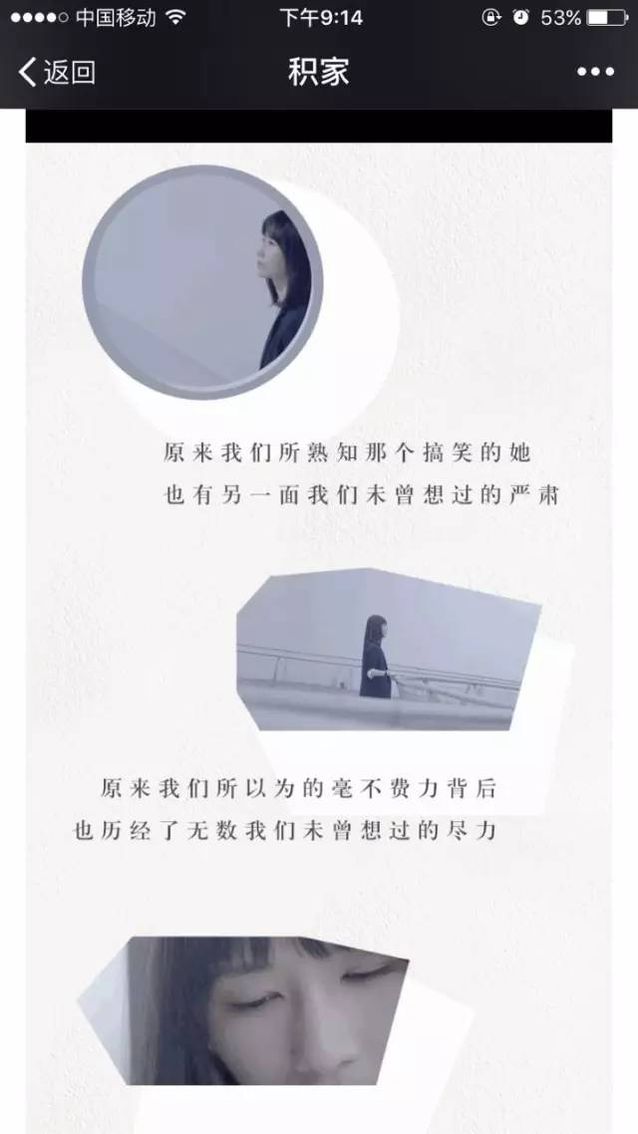 中国移动
下午9:14
53%
返回
积家
原来我们所熟知那个搞笑的她
也有另一面我们未曾想过的严肃
原来我们所以为的毫不费力背后
也历经了无数我们未曾想过的尽力